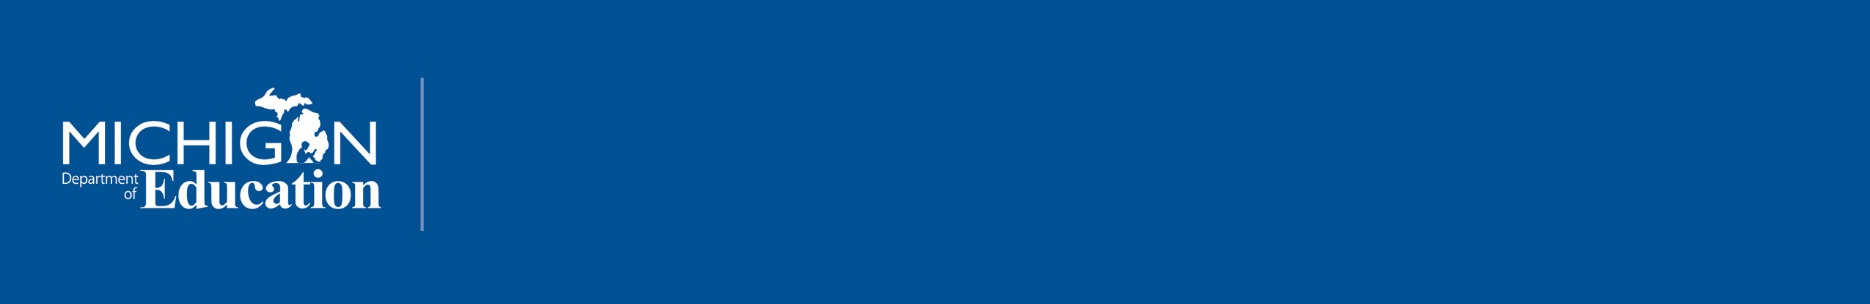 MICHIGAN
Department
of Education